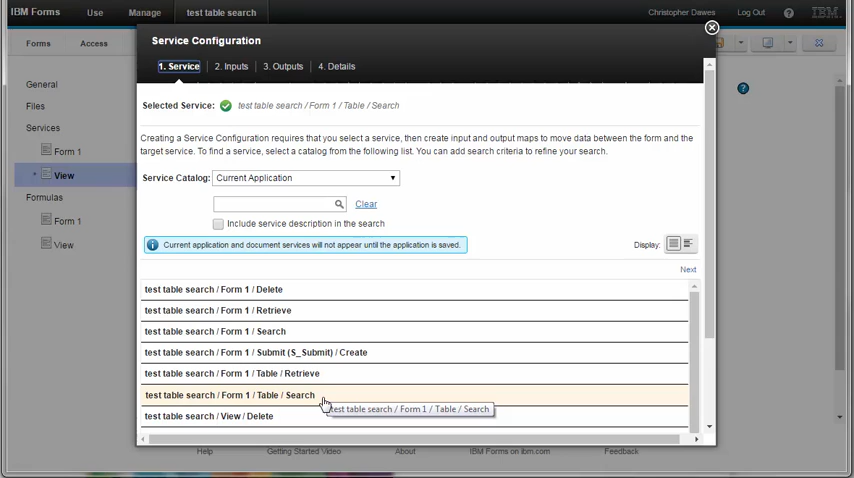 IBM Forms Use Manage test table search Christopher Dawes Log Out ? IBM
Forms Access
Service Configuration
1. Service 2. Inputs 3. Outputs 4. Details
General
Files
Services
Form 1
* View
Formulas
Form 1
View
Selected Service: test table search / Form 1 / Table / Search
Creating a Service Configuration requires that you select a service, then create input and output maps to move data between the form and the
target service. To find a service, select a catalog from the following list. You can add search criteria to refine your search.
Service Catalog: Current Application
Clear
Include service description in the search
Current application and document services will not appear until the application is saved.
Display:
Next
test table search / Form 1 / Delete
test table search / Form 1 / Retrieve
test table search / Form 1 / Search
test table search / Form 1 / Submit (S_Submit) / Create
test table search / Form 1 / Table / Retrieve
test table search / Form 1 / Table / Search
test table search / Form 1 / Table / Search
test table search / View / Delete
Help Getting Started Video About IBM Forms on ibm.com Feedback